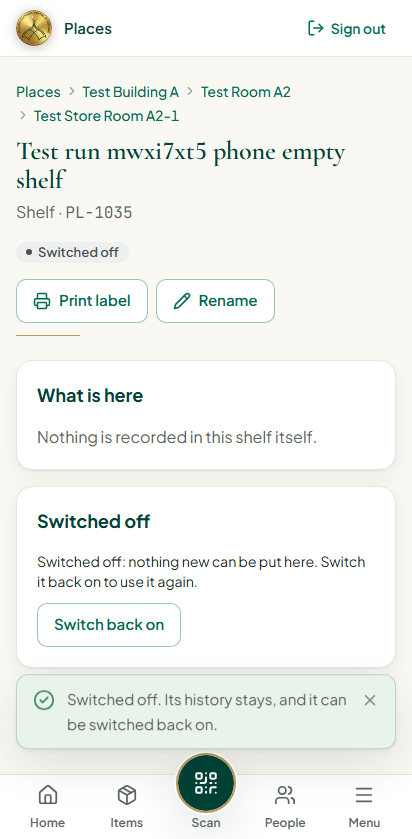 Places
Sign out
Places > Test Building A > Test Room A2
> Test Store Room A2-1
Test run mwxi7xt5 phone empty
shelf
Shelf · PL-1035
Switched off
Print label
Rename
What is here
Nothing is recorded in this shelf itself.
Switched off
Switched off: nothing new can be put here. Switch
it back on to use it again.
Switch back on
Switched off. Its history stays, and it can
be switched back on.
Home
Items
Scan
People
Menu